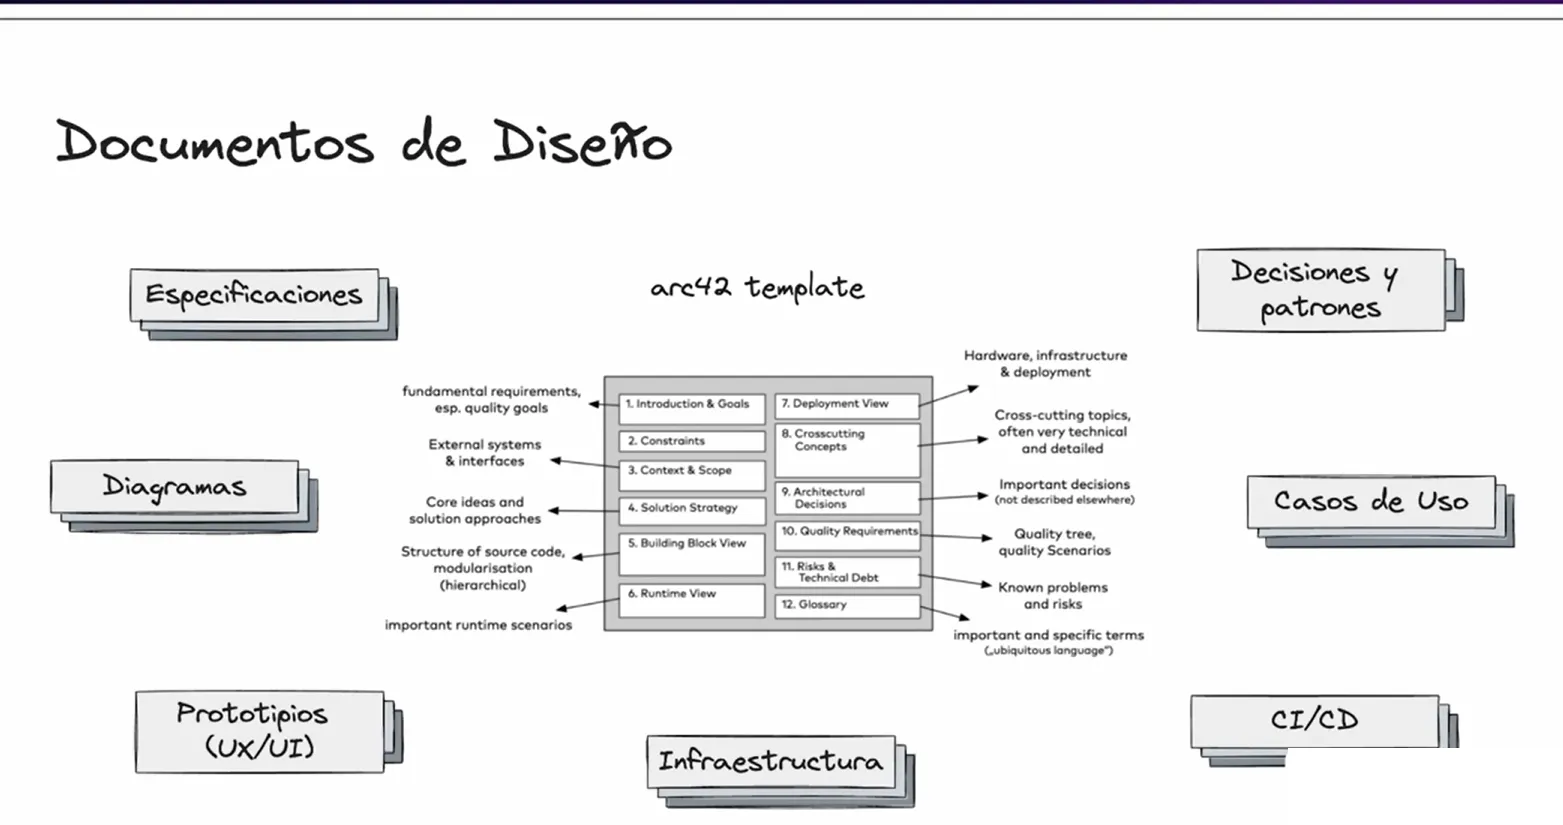 Documentos de Diseño
Especificaciones
arc42 template
Decisiones y
patrones
fundamental requirements,
esp. quality goals
External systems
& interfaces
Core ideas and
solution approaches
Structure of source code,
modularisation
(hierarchical)
important runtime scenarios
1. Introduction & Goals
2. Constraints
3. Context & Scope
4. Solution Strategy
5. Building Block View
6. Runtime View
7. Deployment View
8. Crosscutting
Concepts
9. Architectural
Decisions
10. Quality Requirements
11. Risks &
Technical Debt
12. Glossary
Hardware, infrastructure
& deployment
Cross-cutting topics,
often very technical
and detailed
Important decisions
(not described elsewhere)
Quality tree,
quality Scenarios
Known problems
and risks
important and specific terms
(„ubiquitous language")
Diagramas
Casos de Uso
Prototipios
(UX/UI)
Infraestructura
CI/CD